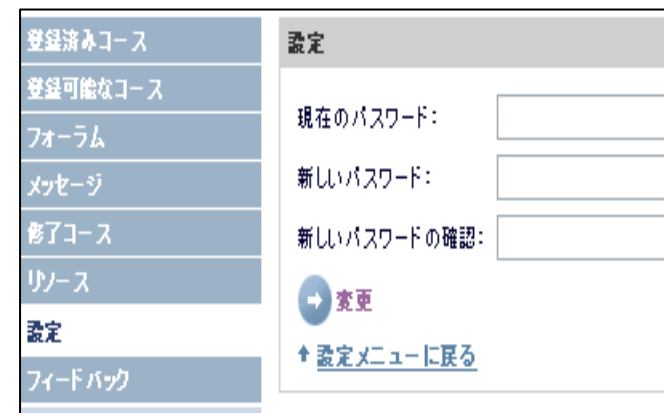 登録済みコース
登録可能なコース
フォーラム
メッセージ
修了コース
リソース
設定
フィードバック
設定
現在のパスワード：
新しいパスワード：
新しいパスワードの確認：
変更
設定メニューに戻る